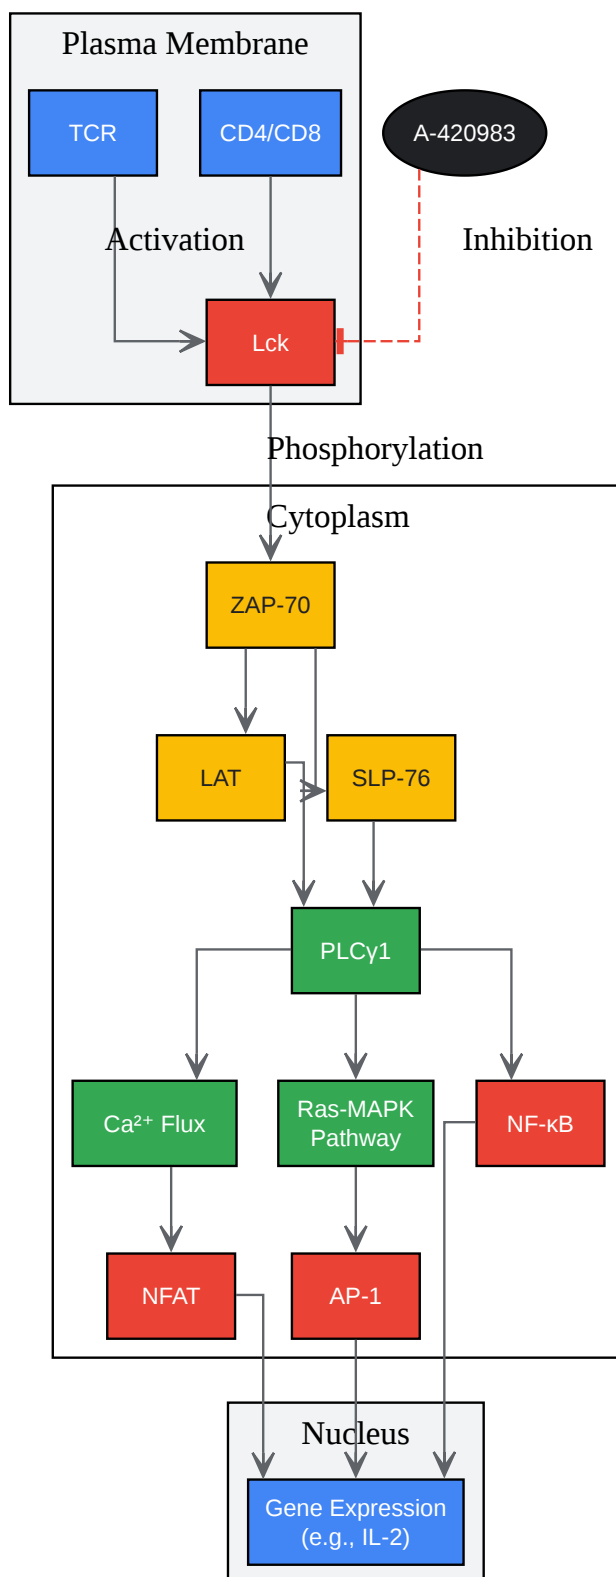 Plasma Membrane
TCR
CD4/CD8
A-420983
Activation
Inhibition
Lck
Phosphorylation
Cytoplasm
ZAP-70
LAT
SLP-76
PLCγ1
Ca²⁺ Flux
Ras-MAPK
Pathway
NF-κB
NFAT
AP-1
Nucleus
Gene Expression
(e.g., IL-2)